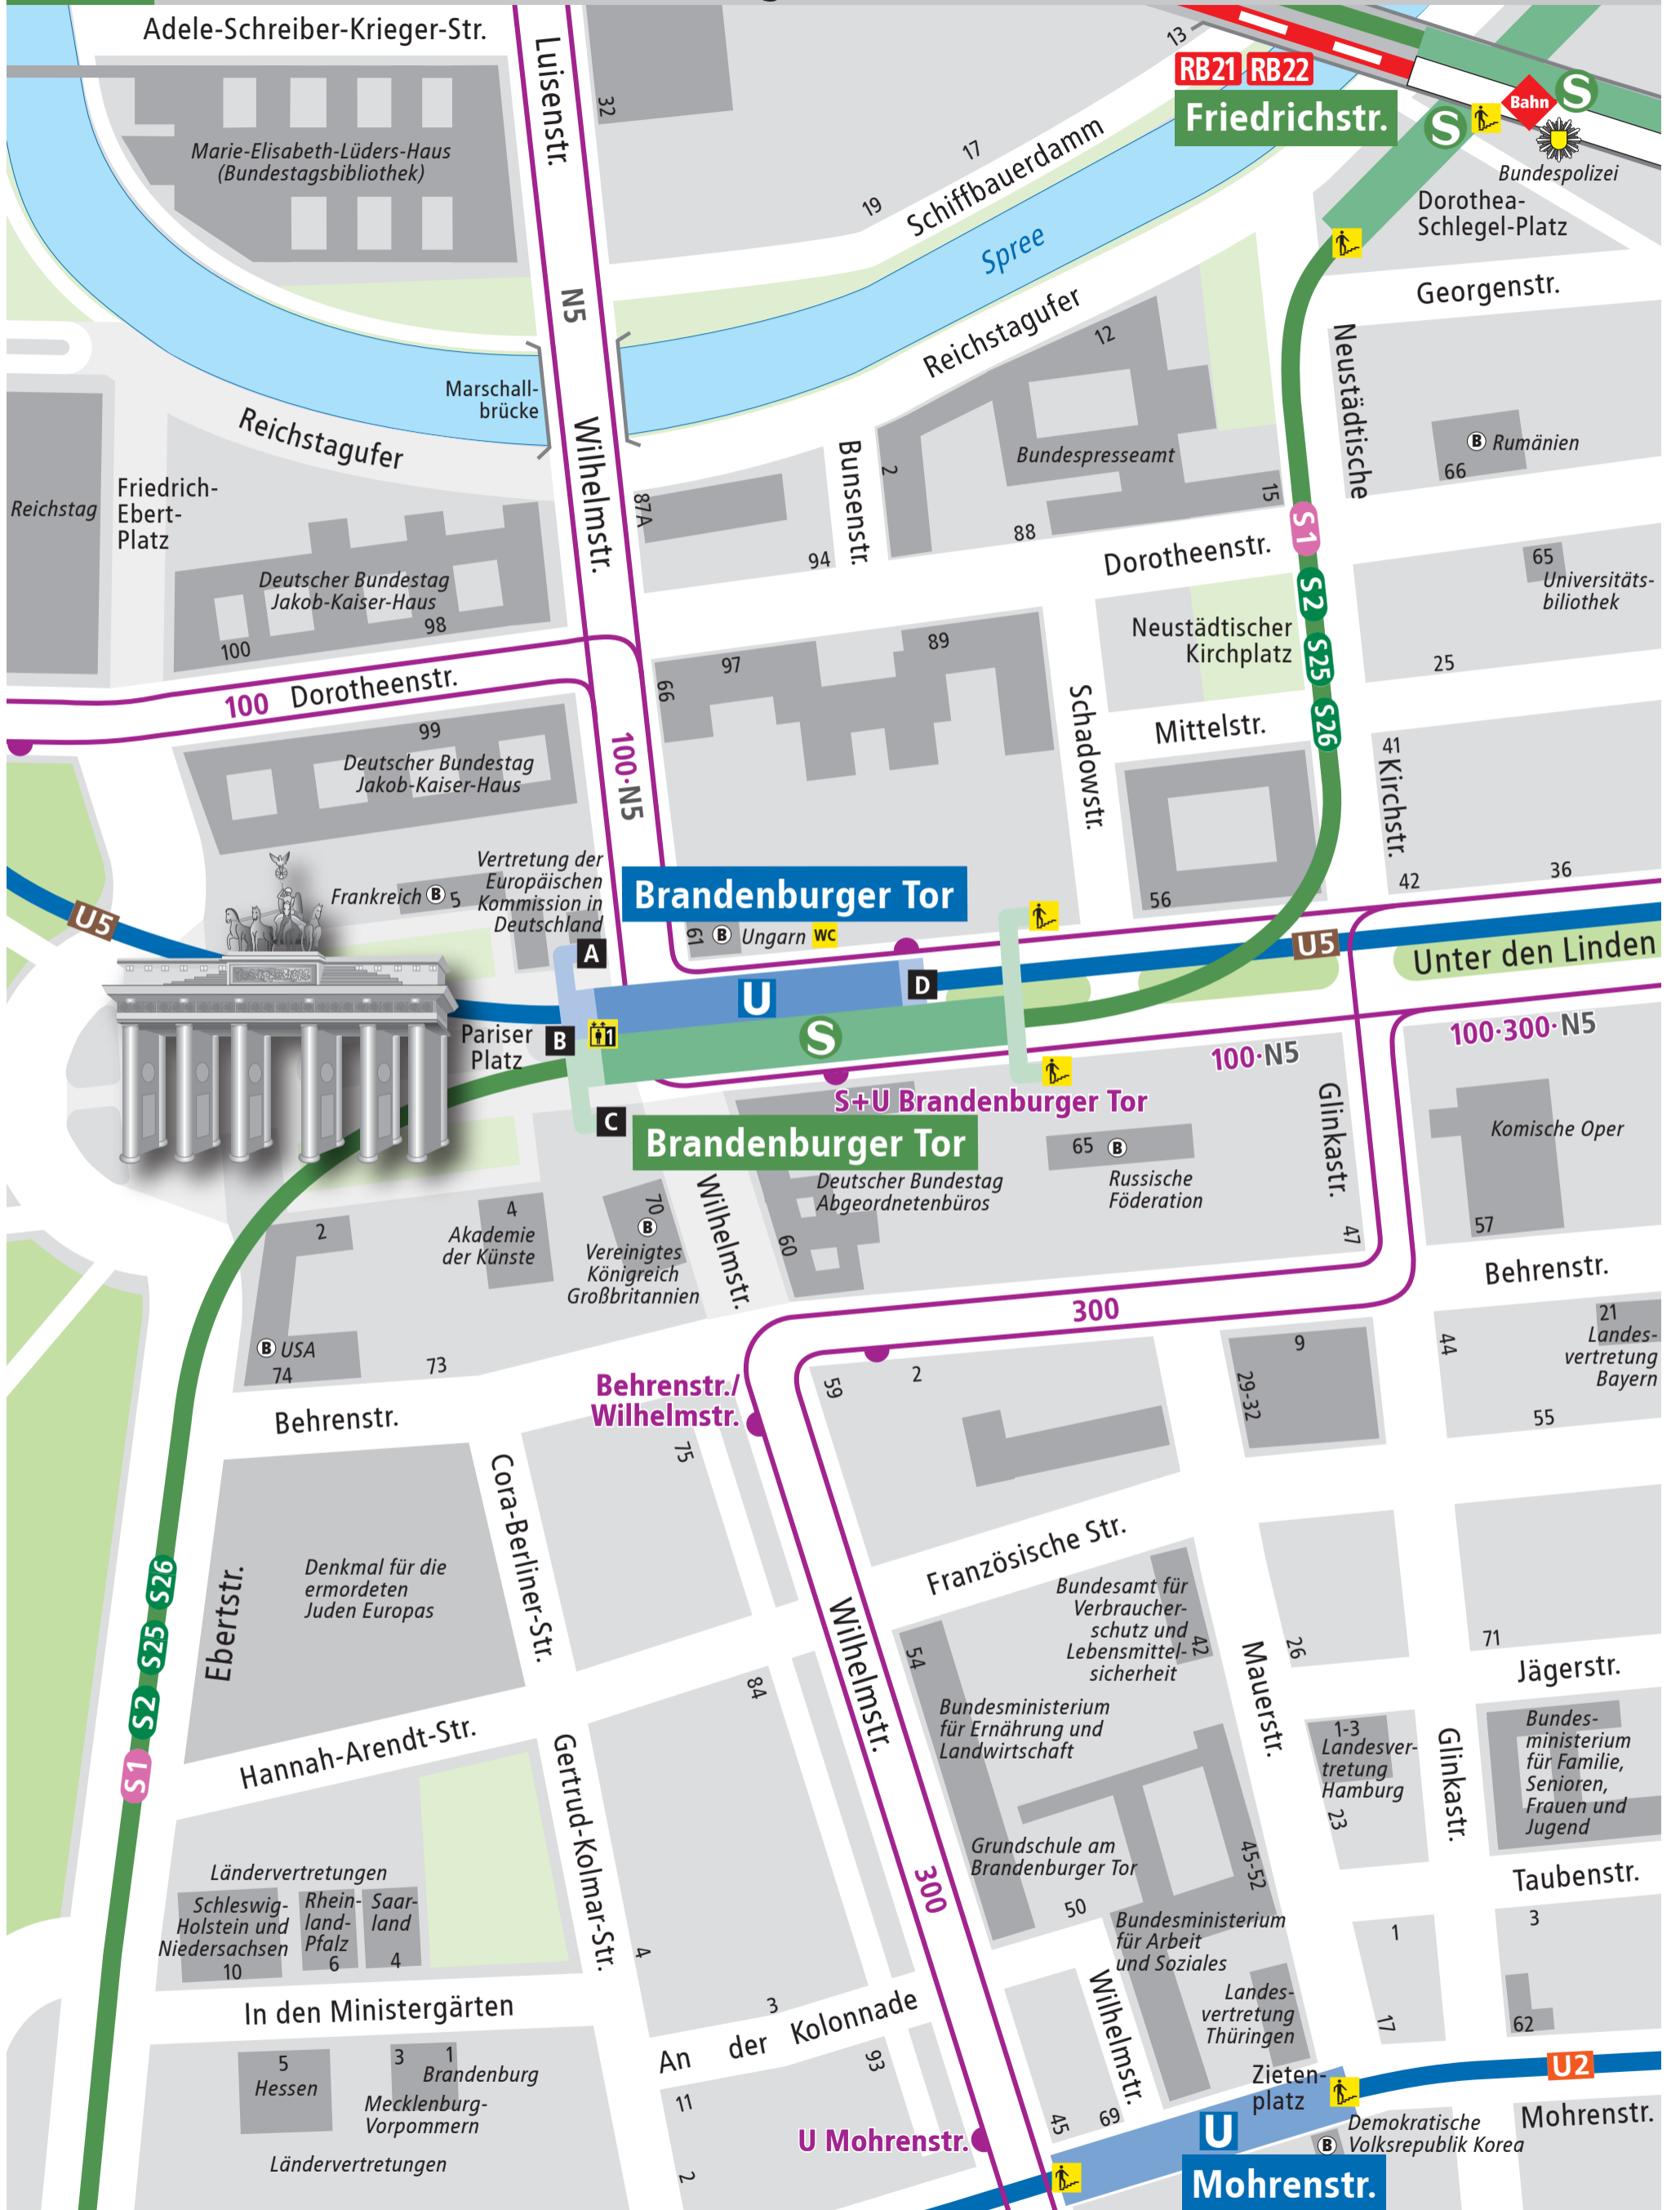 Adele-Schreiber-Krieger-Str.
Luisenstr.
32
13
RB21 RB22
Friedrichstr.
S
Bahn
S
Bundespolizei
Marie-Elisabeth-Lüders-Haus
(Bundestagsbibliothek)
17
19
Schiffbauerdamm
Spree
Dorothea-
Schlegel-Platz
Georgenstr.
N5
Marschall-
brücke
Reichstagufer
Reichstagufer
12
Neustädtische
Bundespresseamt
B Rumänien
66
Reichstag
Friedrich-
Ebert-
Platz
Wilhelmstr.
87A
94
Bunsenstr.
2
88
15
Dorotheenstr.
S1
S2
S25
S26
65
Universitäts-
biliothek
Deutscher Bundestag
Jakob-Kaiser-Haus
98
100
100 Dorotheenstr.
97
66
89
Neustädtischer
Kirchplatz
25
Schadowstr.
Mittelstr.
41
Kirchstr.
99
Deutscher Bundestag
Jakob-Kaiser-Haus
100·N5
56
42
36
Vertretung der
Europäischen
Kommission in
Deutschland
Frankreich B 5
Brandenburger Tor
61
B Ungarn WC
U5
U5
Unter den Linden
A
D
U
B
1
S
Pariser
Platz
C
100·N5
100·300·N5
S+U Brandenburger Tor
Brandenburger Tor
Glinkastr.
Komische Oper
65 B
Russische
Föderation
Deutscher Bundestag
Abgeordnetenbüros
60
47
57
2
4
Akademie
der Künste
70
B
Vereinigtes
Königreich
Großbritannien
Wilhelmstr.
Behrenstr.
300
B USA
74
73
21
Landes-
vertretung
Bayern
44
55
9
29-32
2
59
Behrenstr./
Wilhelmstr.
Behrenstr.
75
Cora-Berliner-Str.
Französische Str.
Denkmal für die
ermordeten
Juden Europas
Ebertstr.
S26
S25
S2
S1
Wilhelmstr.
54
Bundesamt für
Verbraucher-
schutz und
Lebensmittel-
sicherheit
42
26
71
Mauerstr.
Jägerstr.
84
Hannah-Arendt-Str.
Gertrud-Kolmar-Str.
Bundesministerium
für Ernährung und
Landwirtschaft
1-3
Landesver-
tretung
Hamburg
23
Glinkastr.
Bundes-
ministerium
für Familie,
Senioren,
Frauen und
Jugend
Grundschule am
Brandenburger Tor
45-52
Taubenstr.
Ländervertretungen
Schleswig-
Holstein und
Niedersachsen
10
Rhein-
land-
Pfalz
6
Saar-
land
4
300
50
Bundesministerium
für Arbeit
und Soziales
1
3
4
In den Ministergärten
3
An der Kolonnade
Wilhelmstr.
Landes-
vertretung
Thüringen
17
62
5
Hessen
3
1
Brandenburg
Mecklenburg-
Vorpommern
Ländervertretungen
11
93
2
45
69
Zieten-
platz
U2
U Mohrenstr.
U
Mohrenstr.
Demokratische
B Volksrepublik Korea
Mohrenstr.